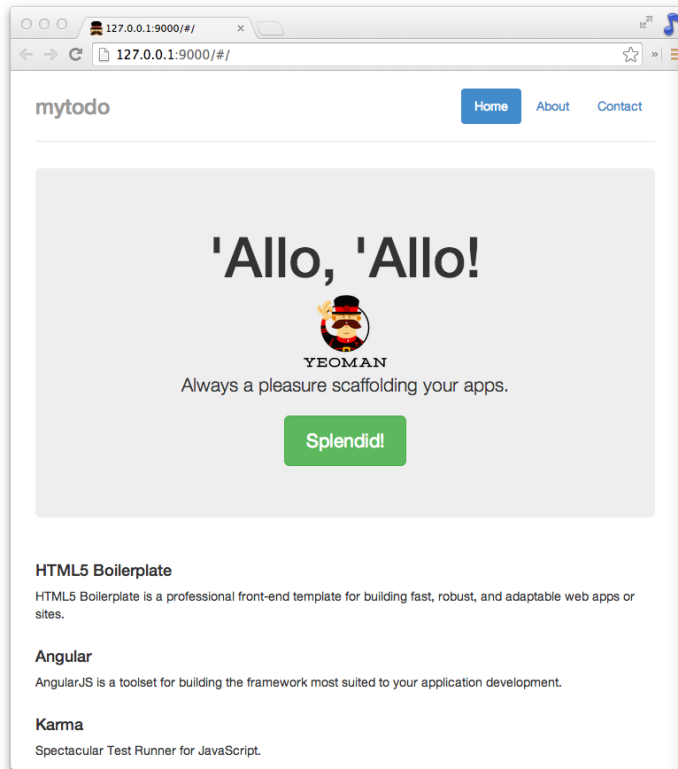 127.0.0.1:9000/#/
127.0.0.1:9000/#/
mytodo
Home About Contact
'Allo, 'Allo!
YEOMAN
Always a pleasure scaffolding your apps.
Splendid!
HTML5 Boilerplate
HTML5 Boilerplate is a professional front-end template for building fast, robust, and adaptable web apps or
sites.
Angular
AngularJS is a toolset for building the framework most suited to your application development.
Karma
Spectacular Test Runner for JavaScript.